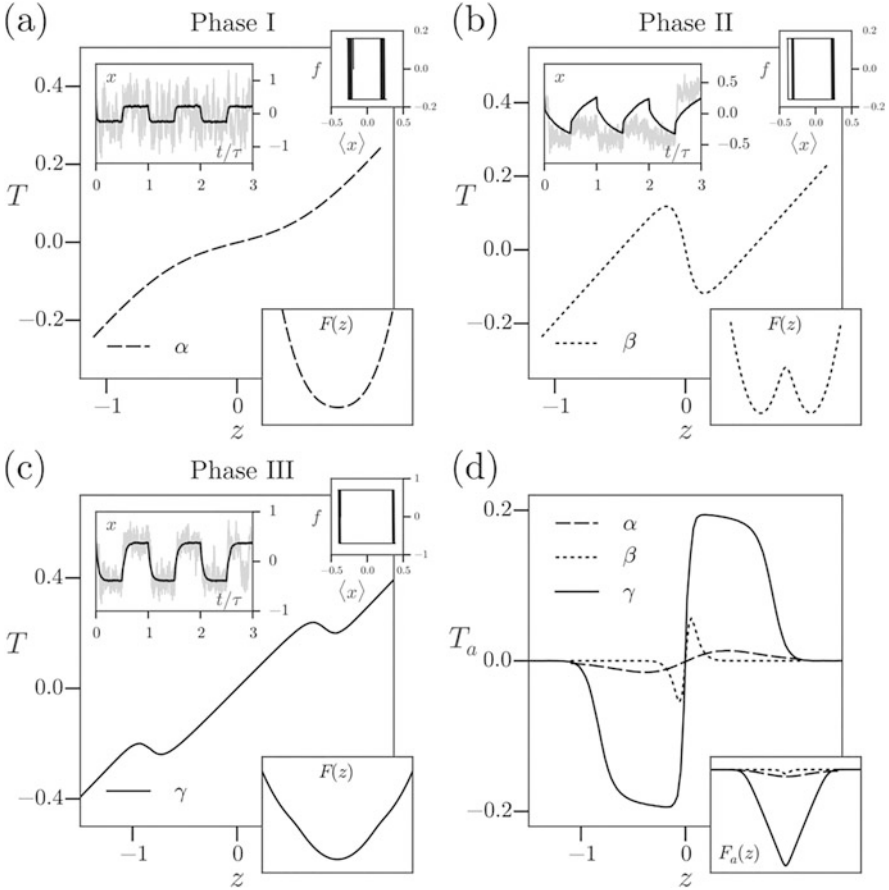 (a) Phase I
0.2
f 0.0
−0.2
−0.5 0.0 0.5
⟨x⟩
x
1
0
−1
t/τ
0 1 2 3
0.4
0.2
T 0.0
−0.2
α
F(z)
−1 0
z
(b) Phase II
0.2
f 0.0
−0.2
−0.5 0.0 0.5
⟨x⟩
x
0.5
0.0
−0.5
t/τ
0 1 2 3
0.4
0.2
T 0.0
−0.2
β
F(z)
−1 0
z
(c) Phase III
1
f 0
−1
−0.5 0.0 0.5
⟨x⟩
x
1
0
−1
t/τ
0 1 2 3
0.4
T
0.0
−0.4
γ
F(z)
−1 0
z
(d)
0.2
α
β
γ
Tₐ 0.0
−0.2
Fₐ(z)
−1 0
z